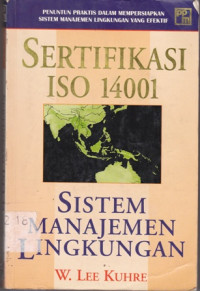 PENUNTUN PRAKTIS DALAM MEMPERSIAPKAN
SISTEM MANAJEMEN LINGKUNGAN YANG EFEKTIF
SERTIFIKASI
ISO 14001
SISTEM
MANAJEMEN
LINGKUNGAN
W. LEE KUHRE